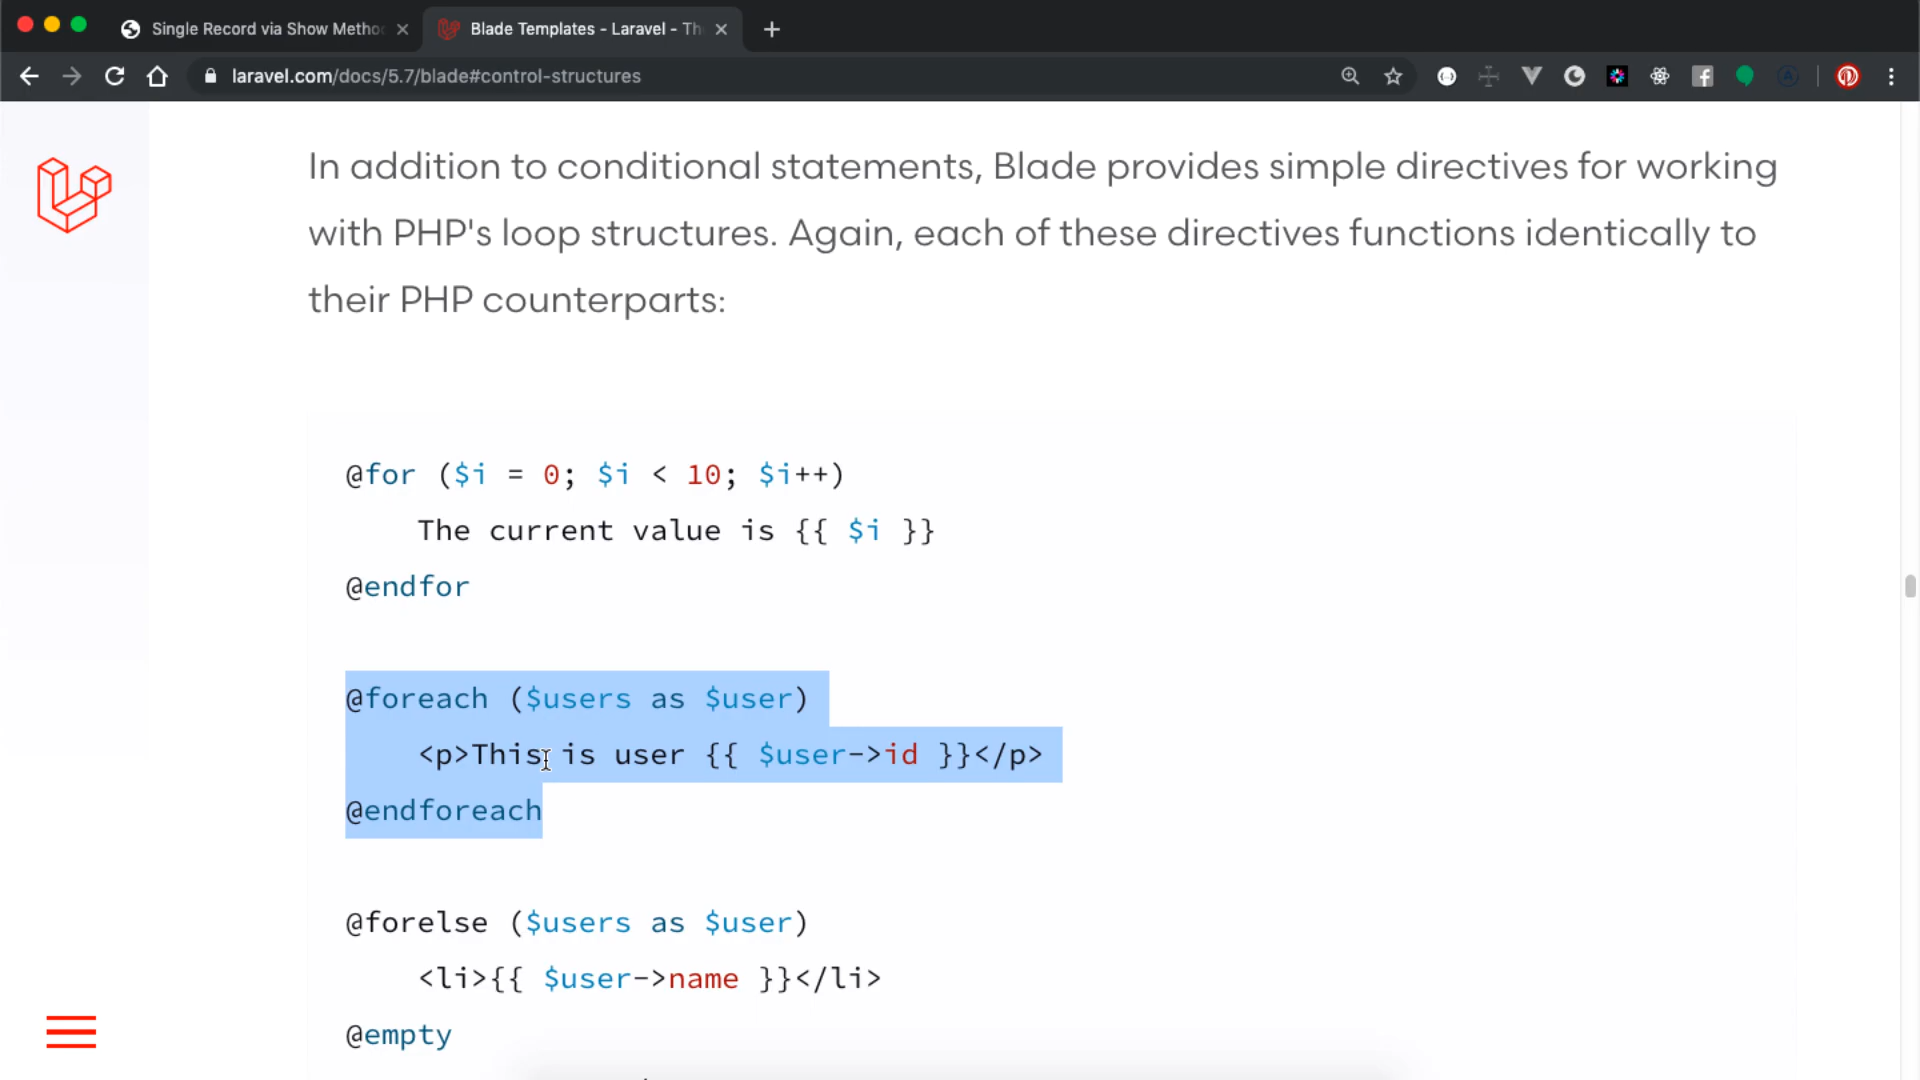 Single Record via Show Metho
Blade Templates - Laravel - Th
laravel.com/docs/5.7/blade#control-structures
In addition to conditional statements, Blade provides simple directives for working
with PHP's loop structures. Again, each of these directives functions identically to
their PHP counterparts:
@for ($i = 0; $i < 10; $i++)
The current value is {{ $i }}
@endfor
@foreach ($users as $user)
<p>This is user {{ $user->id }}</p>
@endforeach
@forelse ($users as $user)
<li>{{ $user->name }}</li>
@empty